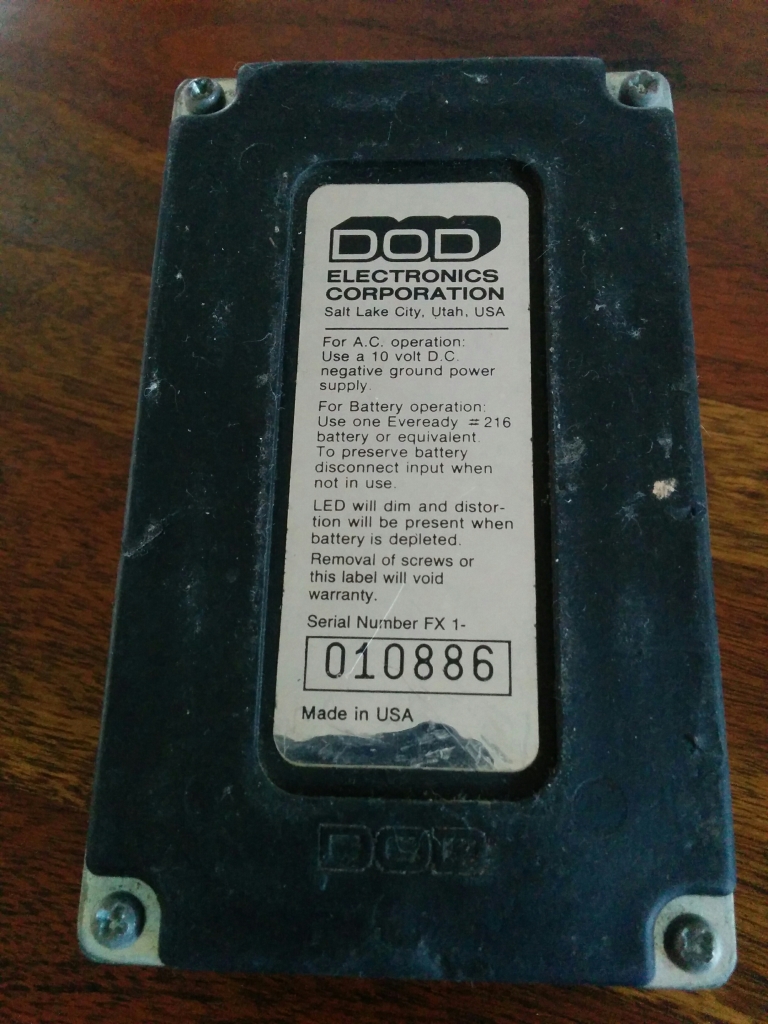 DOD
ELECTRONICS
CORPORATION
Salt Lake City, Utah, USA
For A.C. operation:
Use a 10 volt D.C.
negative ground power
supply.
For Battery operation:
Use one Eveready #216
battery or equivalent.
To preserve battery
disconnect input when
not in use.
LED will dim and distor-
tion will be present when
battery is depleted.
Removal of screws or
this label will void
warranty.
Serial Number FX 1-
010886
Made in USA
DOD